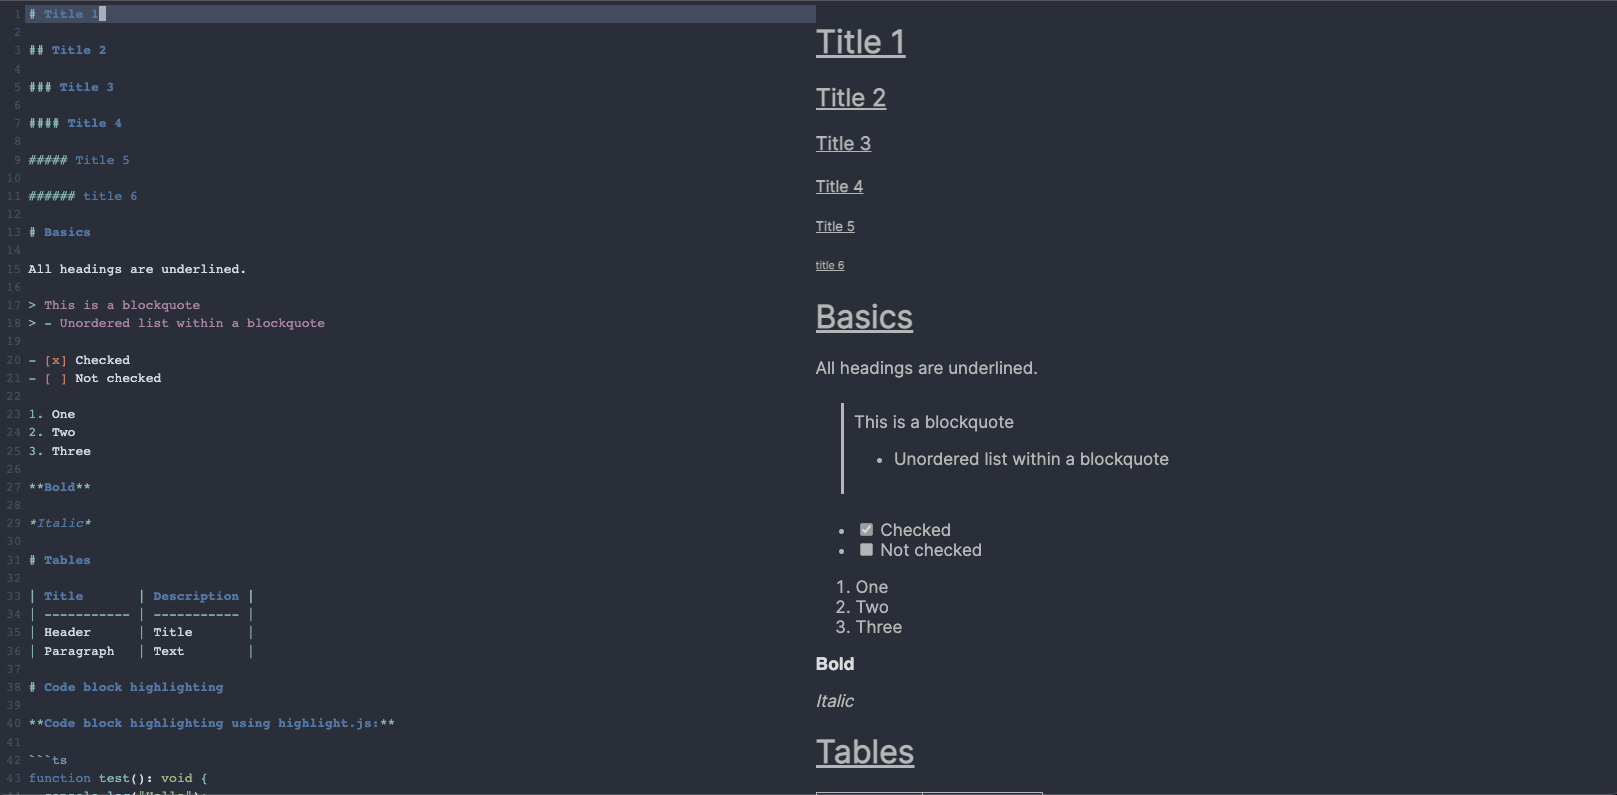 1 # Title 1
2
3 ## Title 2
4
5 ### Title 3
6
7 #### Title 4
8
9 ##### Title 5
10
11 ###### title 6
12
13 # Basics
14
15 All headings are underlined.
16
17 > This is a blockquote
18 > - Unordered list within a blockquote
19
20 - [x] Checked
21 - [ ] Not checked
22
23 1. One
24 2. Two
25 3. Three
26
27 **Bold**
28
29 *Italic*
30
31 # Tables
32
33 | Title       | Description |
34 | ----------- | ----------- |
35 | Header      | Title       |
36 | Paragraph   | Text        |
37
38 # Code block highlighting
39
40 **Code block highlighting using highlight.js:**
41
42 ```ts
43 function test(): void {
44   console.log("Hello");
Title 1
Title 2
Title 3
Title 4
Title 5
title 6
Basics
All headings are underlined.
This is a blockquote
• Unordered list within a blockquote
• Checked
• Not checked
1. One
2. Two
3. Three
Bold
Italic
Tables